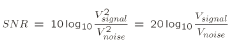 SNR = 10 log₁₀ V²signal / V²noise = 20 log₁₀ Vsignal / Vnoise